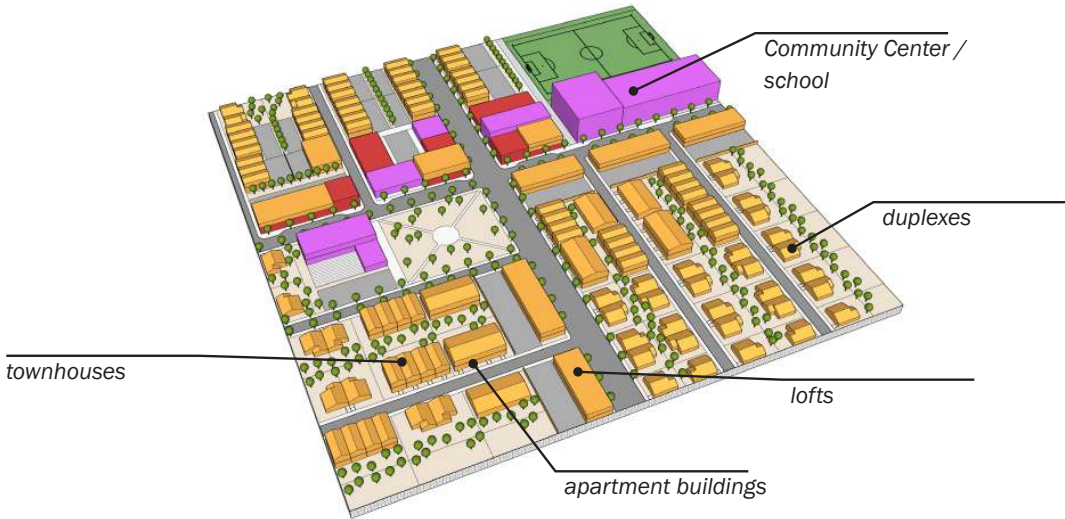 Community Center /
school
duplexes
townhouses
lofts
apartment buildings